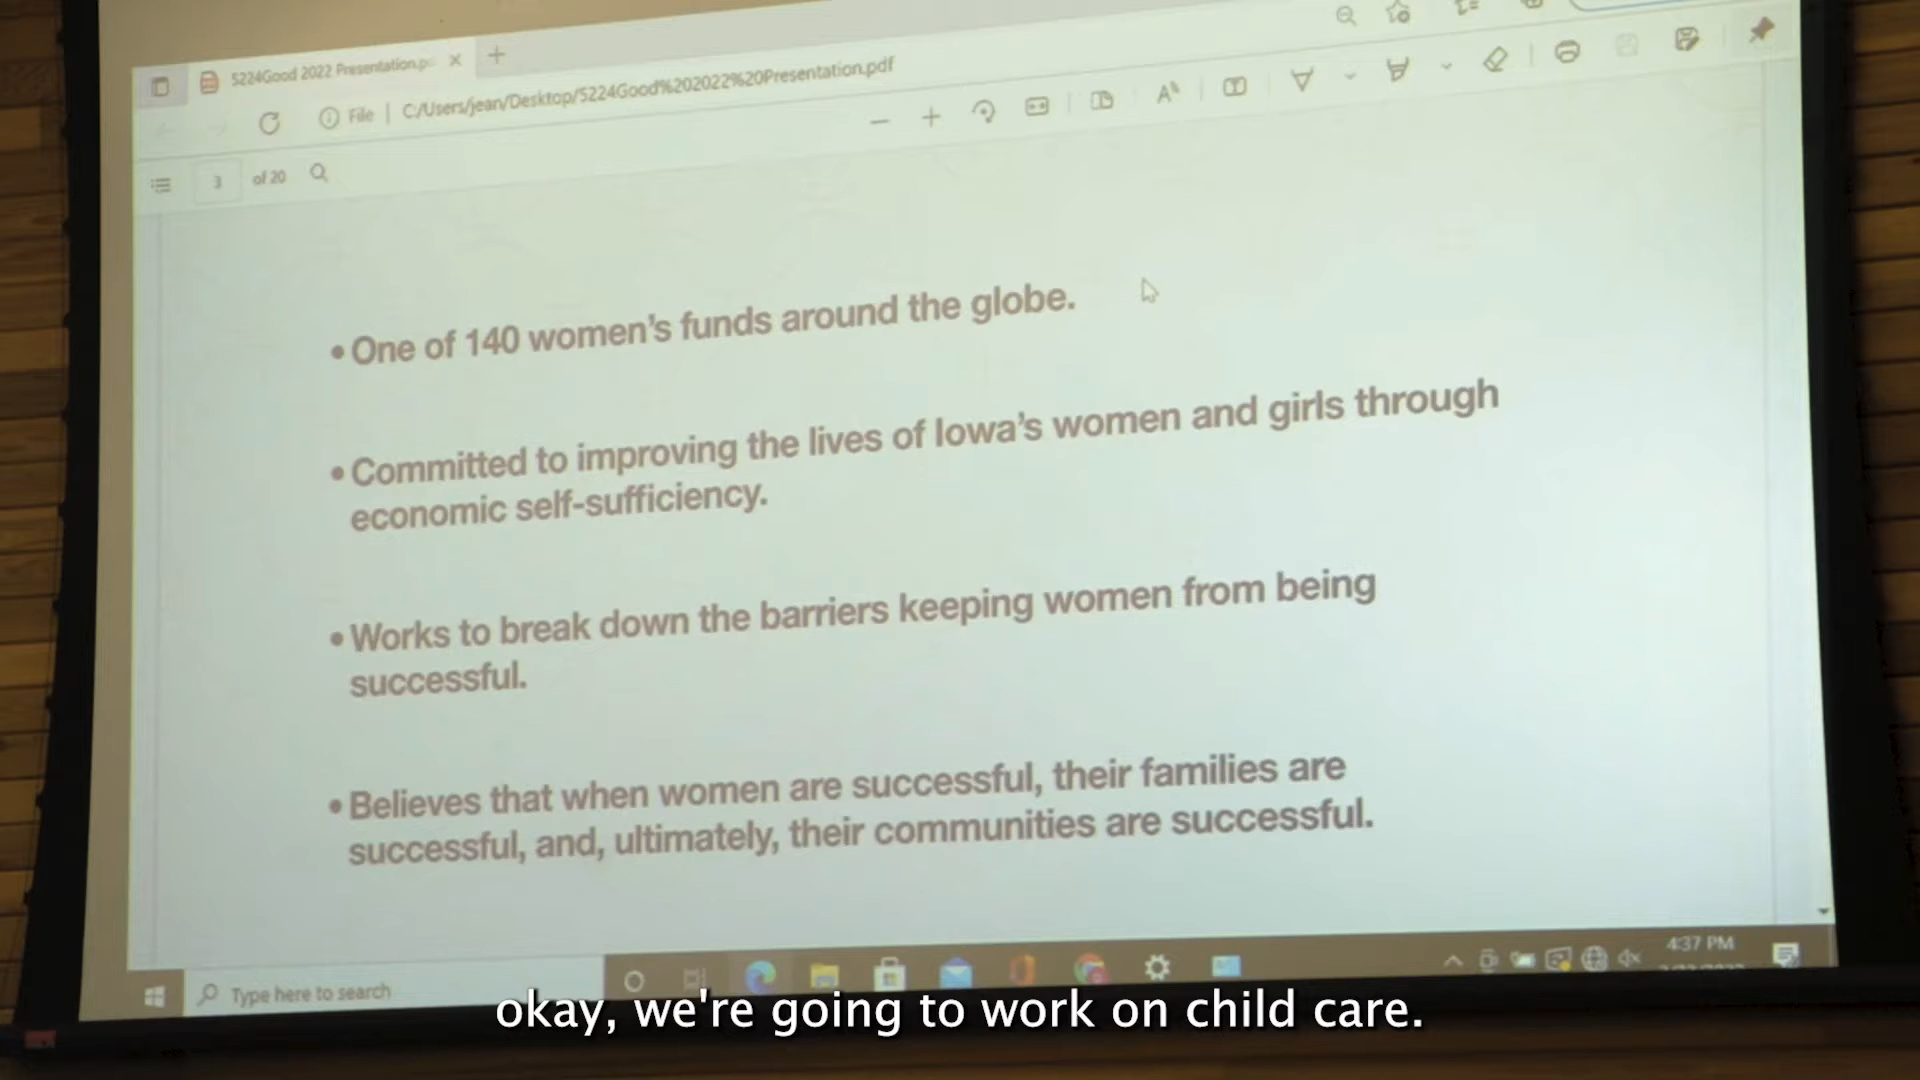 5224Good 2022 Presentation.p
File | C:/Users/jean/Desktop/5224Good%202022%20Presentation.pdf
3 of 20
• One of 140 women's funds around the globe.
• Committed to improving the lives of Iowa's women and girls through
economic self-sufficiency.
• Works to break down the barriers keeping women from being
successful.
• Believes that when women are successful, their families are
successful, and, ultimately, their communities are successful.
4:37 PM
Type here to search
okay, we're going to work on child care.